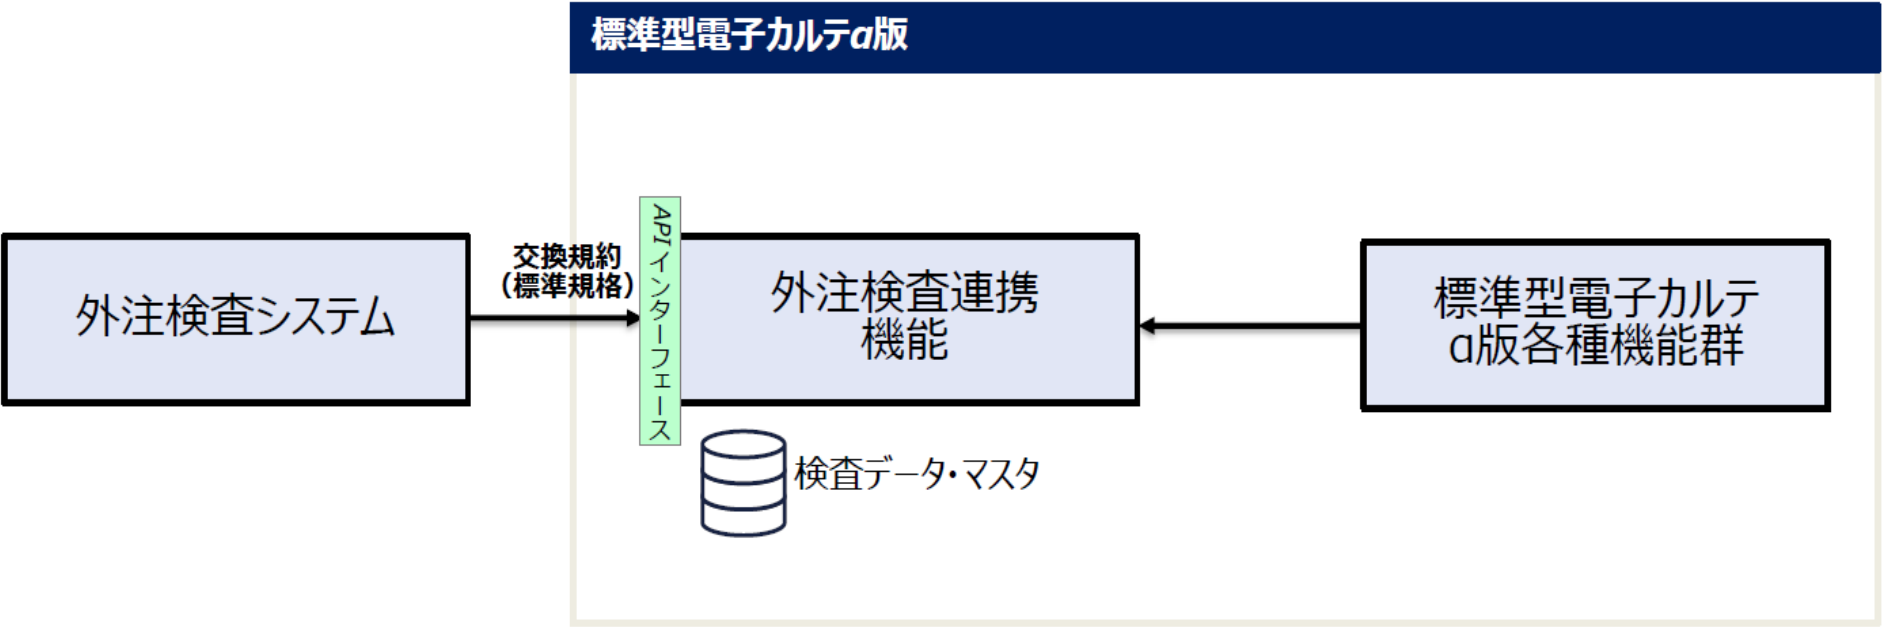 標準型電子カルテα版
外注検査システム
交換規約
（標準規格）
APIインターフェース
外注検査連携
機能
標準型電子カルテ
α版各種機能群
検査データ・マスタ